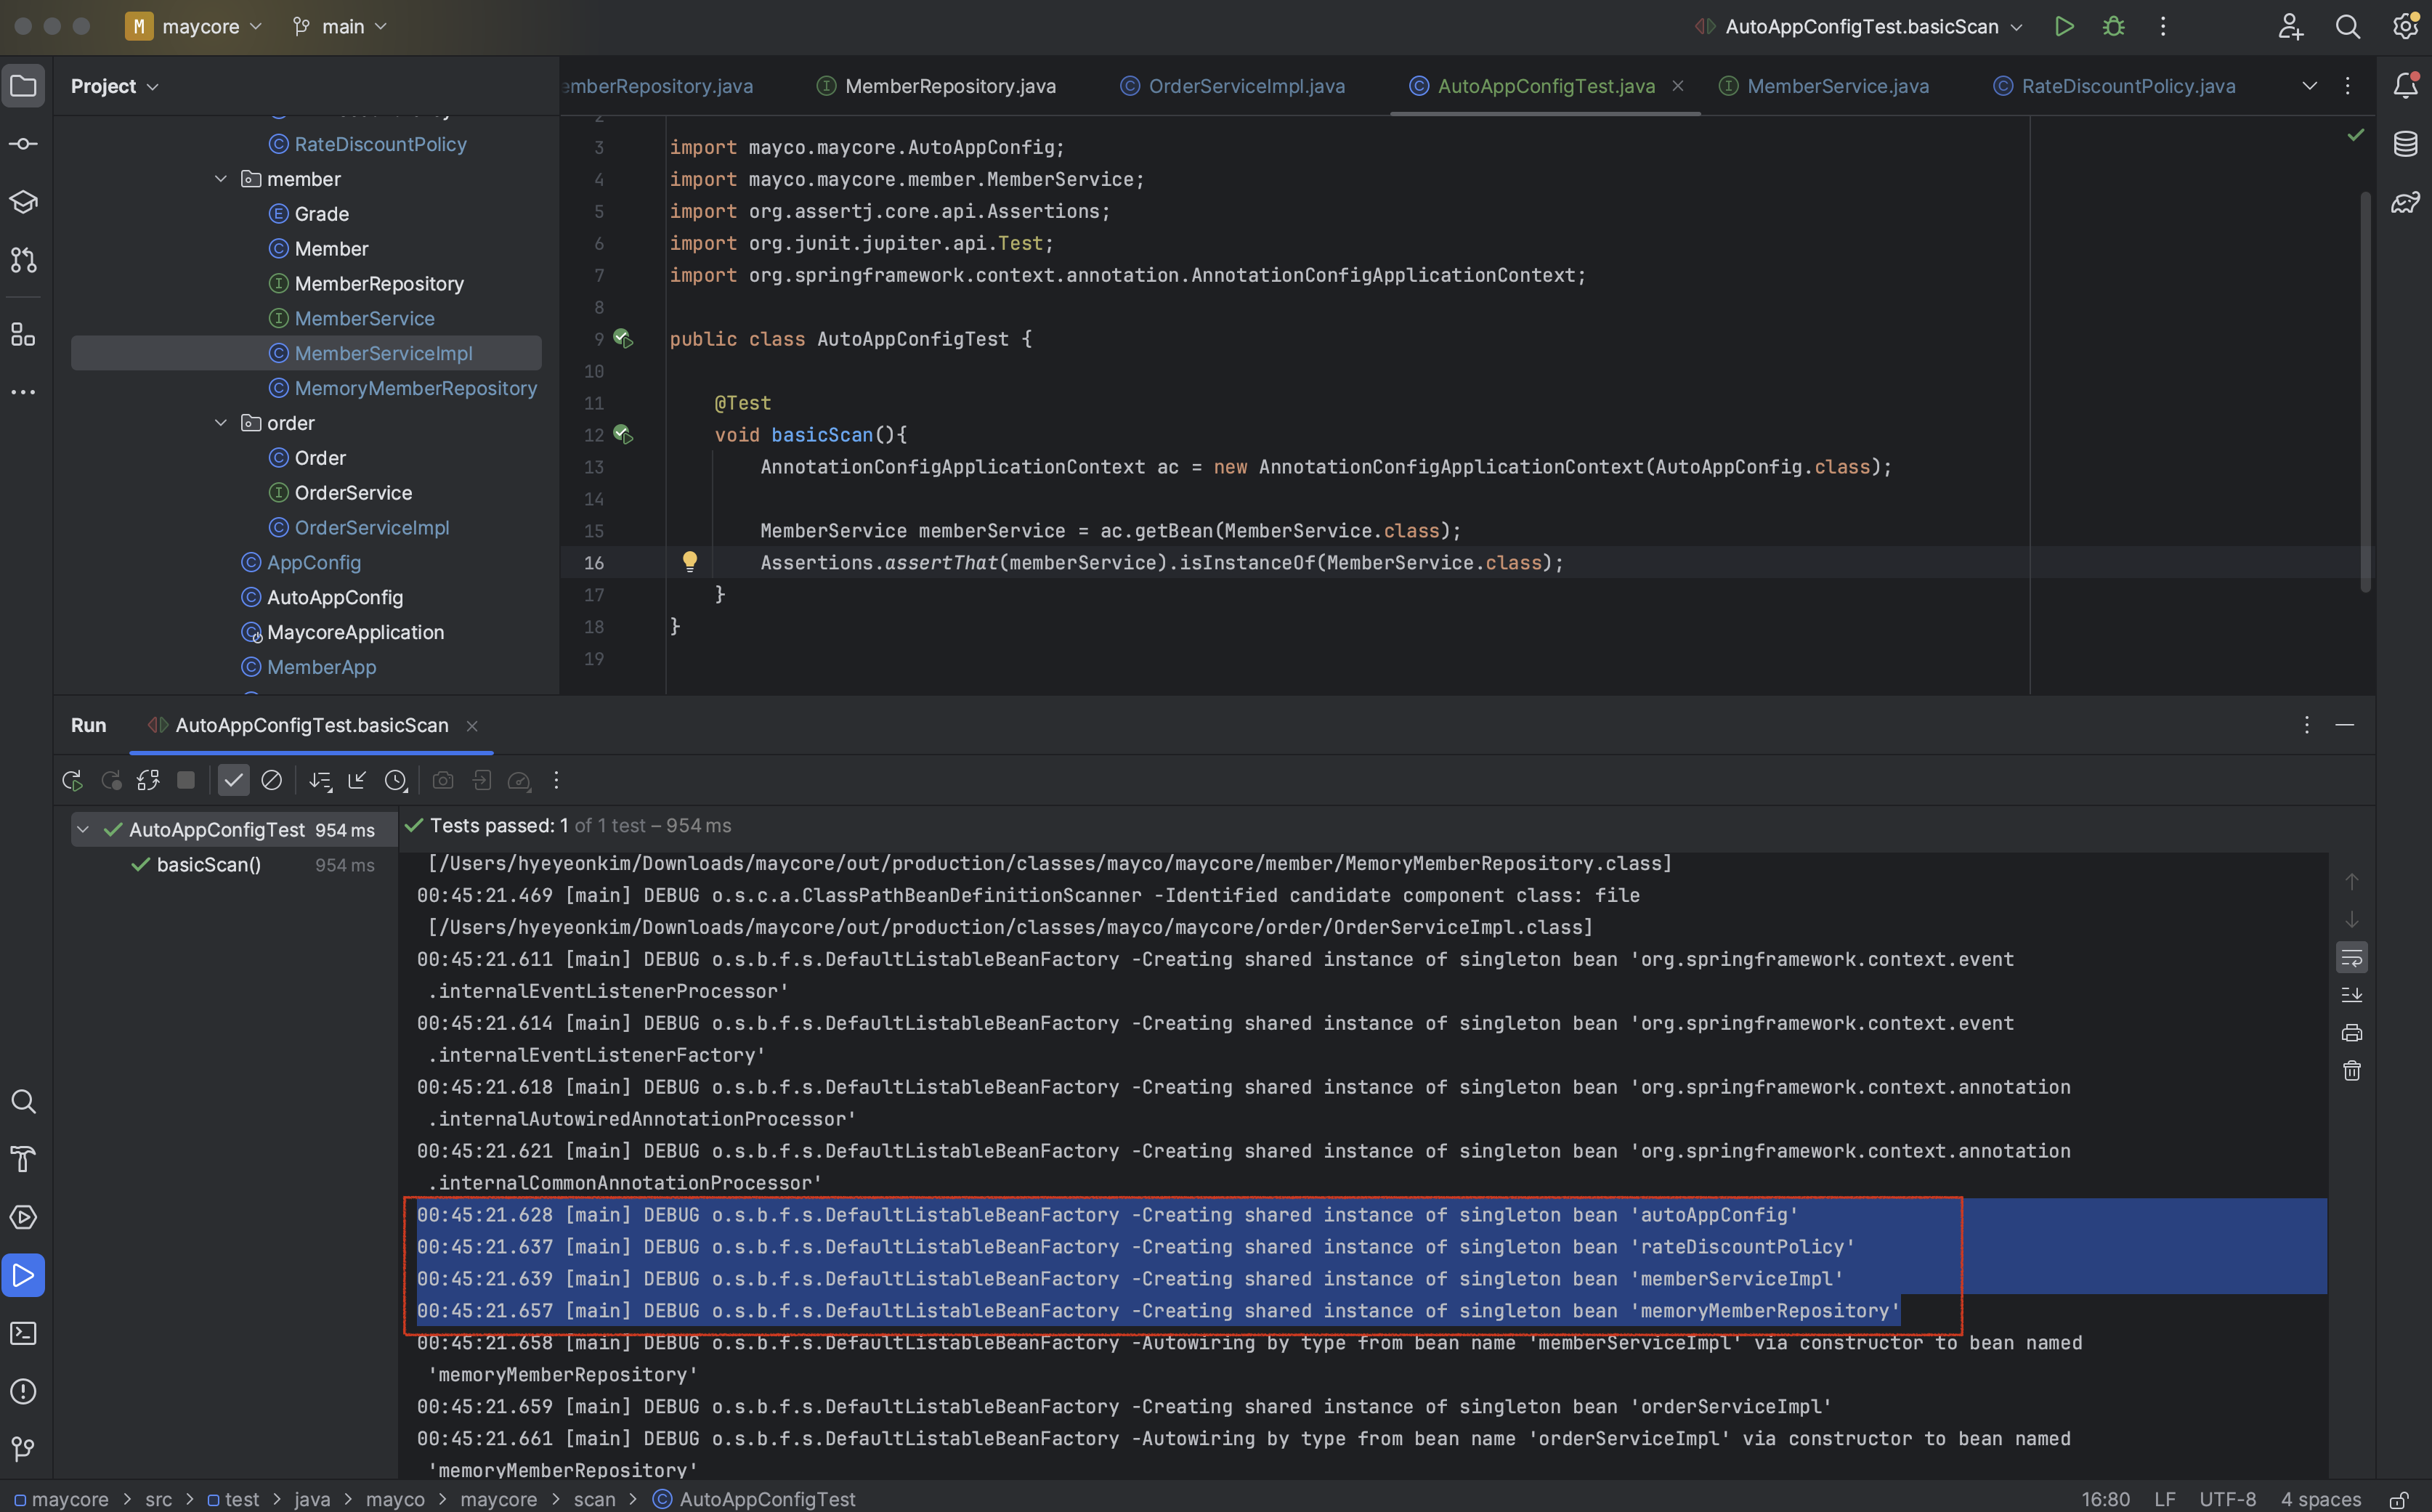 M maycore main AutoAppConfigTest.basicScan
Project
emberRepository.java MemberRepository.java OrderServiceImpl.java AutoAppConfigTest.java MemberService.java RateDiscountPolicy.java
RateDiscountPolicy
member
Grade
Member
MemberRepository
MemberService
MemberServiceImpl
MemoryMemberRepository
order
Order
OrderService
OrderServiceImpl
AppConfig
AutoAppConfig
MaycoreApplication
MemberApp
2
3 import mayco.maycore.AutoAppConfig;
4 import mayco.maycore.member.MemberService;
5 import org.assertj.core.api.Assertions;
6 import org.junit.jupiter.api.Test;
7 import org.springframework.context.annotation.AnnotationConfigApplicationContext;
8
9 public class AutoAppConfigTest {
10
11 @Test
12 void basicScan(){
13 AnnotationConfigApplicationContext ac = new AnnotationConfigApplicationContext(AutoAppConfig.class);
14
15 MemberService memberService = ac.getBean(MemberService.class);
16 Assertions.assertThat(memberService).isInstanceOf(MemberService.class);
17 }
18 }
19
Run AutoAppConfigTest.basicScan
AutoAppConfigTest 954 ms
basicScan() 954 ms
Tests passed: 1 of 1 test – 954 ms
[/Users/hyeyeonkim/Downloads/maycore/out/production/classes/mayco/maycore/member/MemoryMemberRepository.class]
00:45:21.469 [main] DEBUG o.s.c.a.ClassPathBeanDefinitionScanner -Identified candidate component class: file
[/Users/hyeyeonkim/Downloads/maycore/out/production/classes/mayco/maycore/order/OrderServiceImpl.class]
00:45:21.611 [main] DEBUG o.s.b.f.s.DefaultListableBeanFactory -Creating shared instance of singleton bean 'org.springframework.context.event
.internalEventListenerProcessor'
00:45:21.614 [main] DEBUG o.s.b.f.s.DefaultListableBeanFactory -Creating shared instance of singleton bean 'org.springframework.context.event
.internalEventListenerFactory'
00:45:21.618 [main] DEBUG o.s.b.f.s.DefaultListableBeanFactory -Creating shared instance of singleton bean 'org.springframework.context.annotation
.internalAutowiredAnnotationProcessor'
00:45:21.621 [main] DEBUG o.s.b.f.s.DefaultListableBeanFactory -Creating shared instance of singleton bean 'org.springframework.context.annotation
.internalCommonAnnotationProcessor'
00:45:21.628 [main] DEBUG o.s.b.f.s.DefaultListableBeanFactory -Creating shared instance of singleton bean 'autoAppConfig'
00:45:21.637 [main] DEBUG o.s.b.f.s.DefaultListableBeanFactory -Creating shared instance of singleton bean 'rateDiscountPolicy'
00:45:21.639 [main] DEBUG o.s.b.f.s.DefaultListableBeanFactory -Creating shared instance of singleton bean 'memberServiceImpl'
00:45:21.657 [main] DEBUG o.s.b.f.s.DefaultListableBeanFactory -Creating shared instance of singleton bean 'memoryMemberRepository'
00:45:21.658 [main] DEBUG o.s.b.f.s.DefaultListableBeanFactory -Autowiring by type from bean name 'memberServiceImpl' via constructor to bean named
'memoryMemberRepository'
00:45:21.659 [main] DEBUG o.s.b.f.s.DefaultListableBeanFactory -Creating shared instance of singleton bean 'orderServiceImpl'
00:45:21.661 [main] DEBUG o.s.b.f.s.DefaultListableBeanFactory -Autowiring by type from bean name 'orderServiceImpl' via constructor to bean named
'memoryMemberRepository'
maycore > src > test > java > mayco > maycore > scan > AutoAppConfigTest 16:80 LF UTF-8 4 spaces